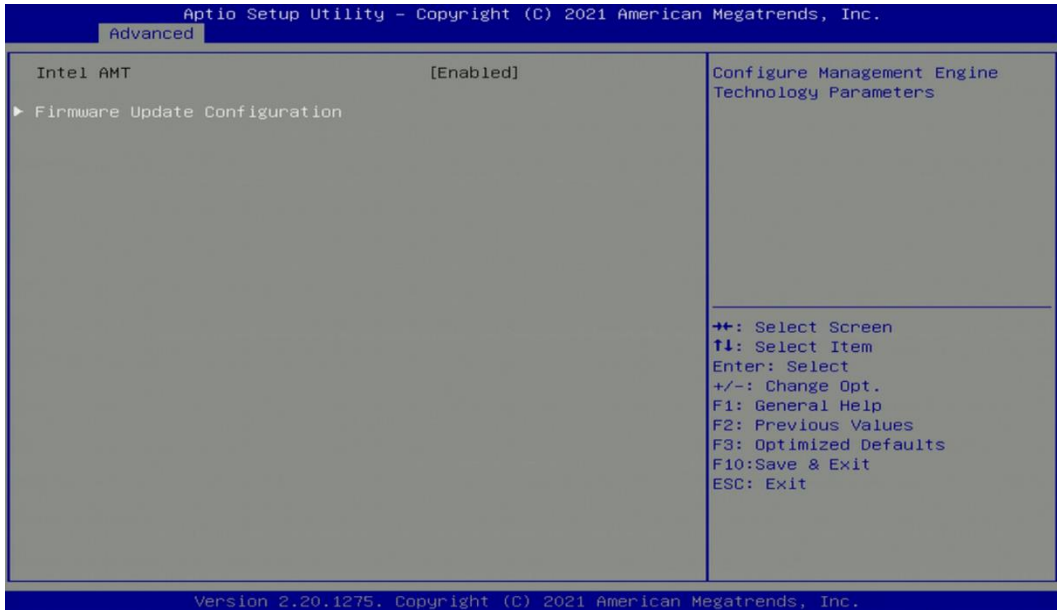 Aptio Setup Utility – Copyright (C) 2021 American Megatrends, Inc.
Advanced
Intel AMT [Enabled]
▶ Firmware Update Configuration
Configure Management Engine
Technology Parameters
→←: Select Screen
↑↓: Select Item
Enter: Select
+/-: Change Opt.
F1: General Help
F2: Previous Values
F3: Optimized Defaults
F10:Save & Exit
ESC: Exit
Version 2.20.1275. Copyright (C) 2021 American Megatrends, Inc.